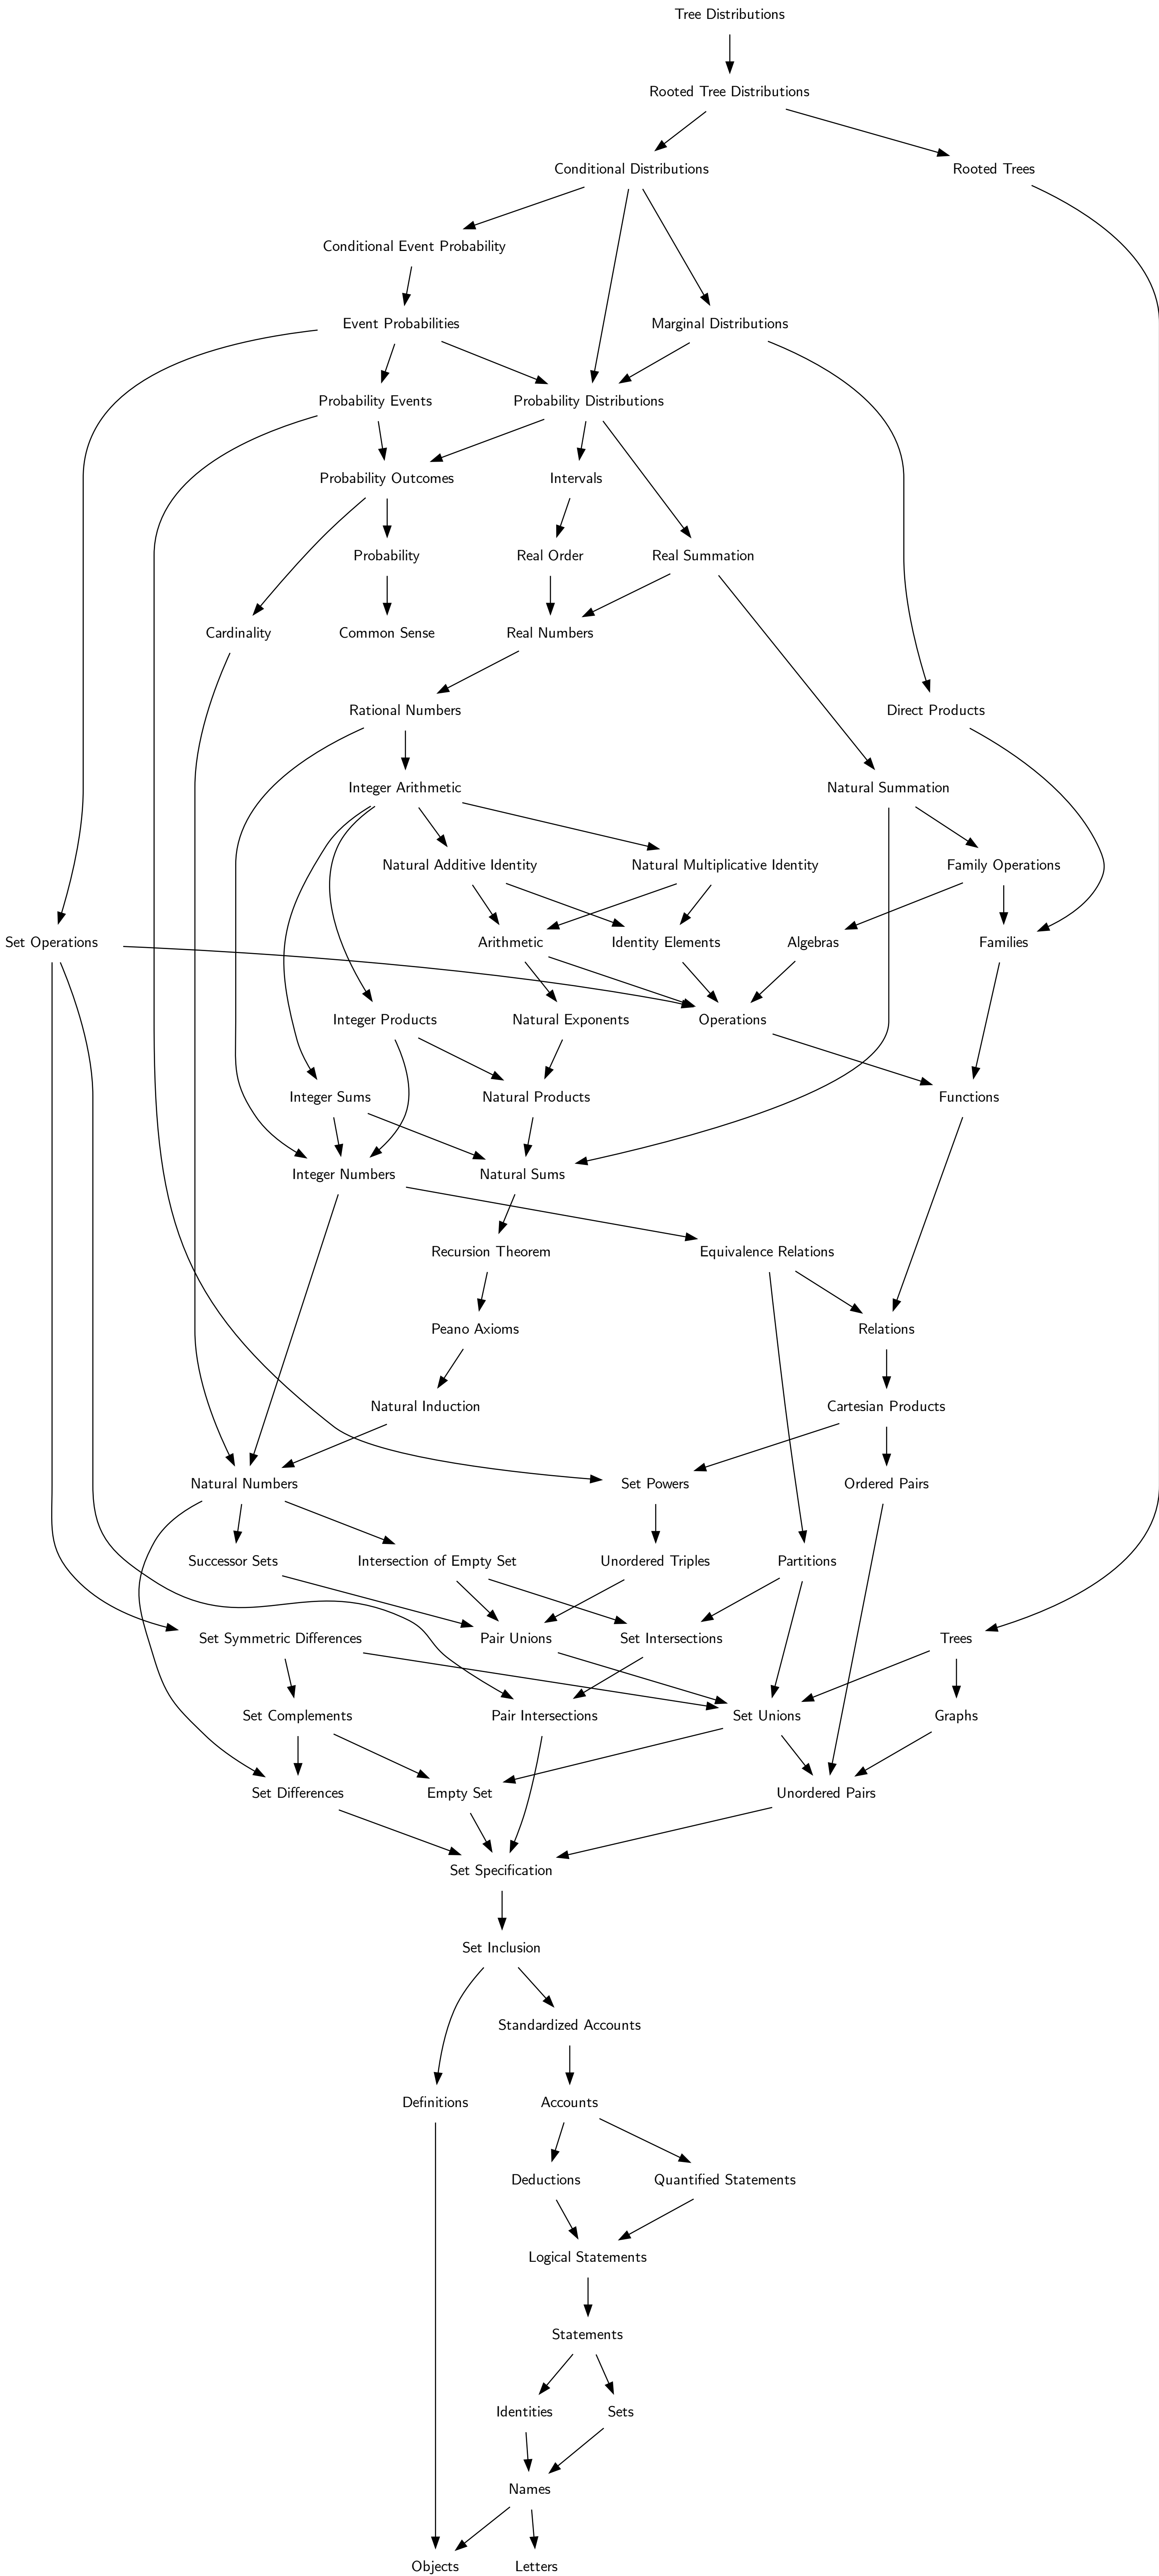 Tree Distributions
Rooted Tree Distributions
Conditional Distributions
Rooted Trees
Conditional Event Probability
Event Probabilities
Marginal Distributions
Probability Events
Probability Distributions
Probability Outcomes
Intervals
Probability
Real Order
Real Summation
Cardinality
Common Sense
Real Numbers
Rational Numbers
Direct Products
Integer Arithmetic
Natural Summation
Natural Additive Identity
Natural Multiplicative Identity
Family Operations
Set Operations
Arithmetic
Identity Elements
Algebras
Families
Integer Products
Natural Exponents
Operations
Integer Sums
Natural Products
Functions
Integer Numbers
Natural Sums
Recursion Theorem
Equivalence Relations
Peano Axioms
Relations
Natural Induction
Cartesian Products
Natural Numbers
Set Powers
Ordered Pairs
Successor Sets
Intersection of Empty Set
Unordered Triples
Partitions
Set Symmetric Differences
Pair Unions
Set Intersections
Trees
Set Complements
Pair Intersections
Set Unions
Graphs
Set Differences
Empty Set
Unordered Pairs
Set Specification
Set Inclusion
Standardized Accounts
Definitions
Accounts
Deductions
Quantified Statements
Logical Statements
Statements
Identities
Sets
Names
Objects
Letters